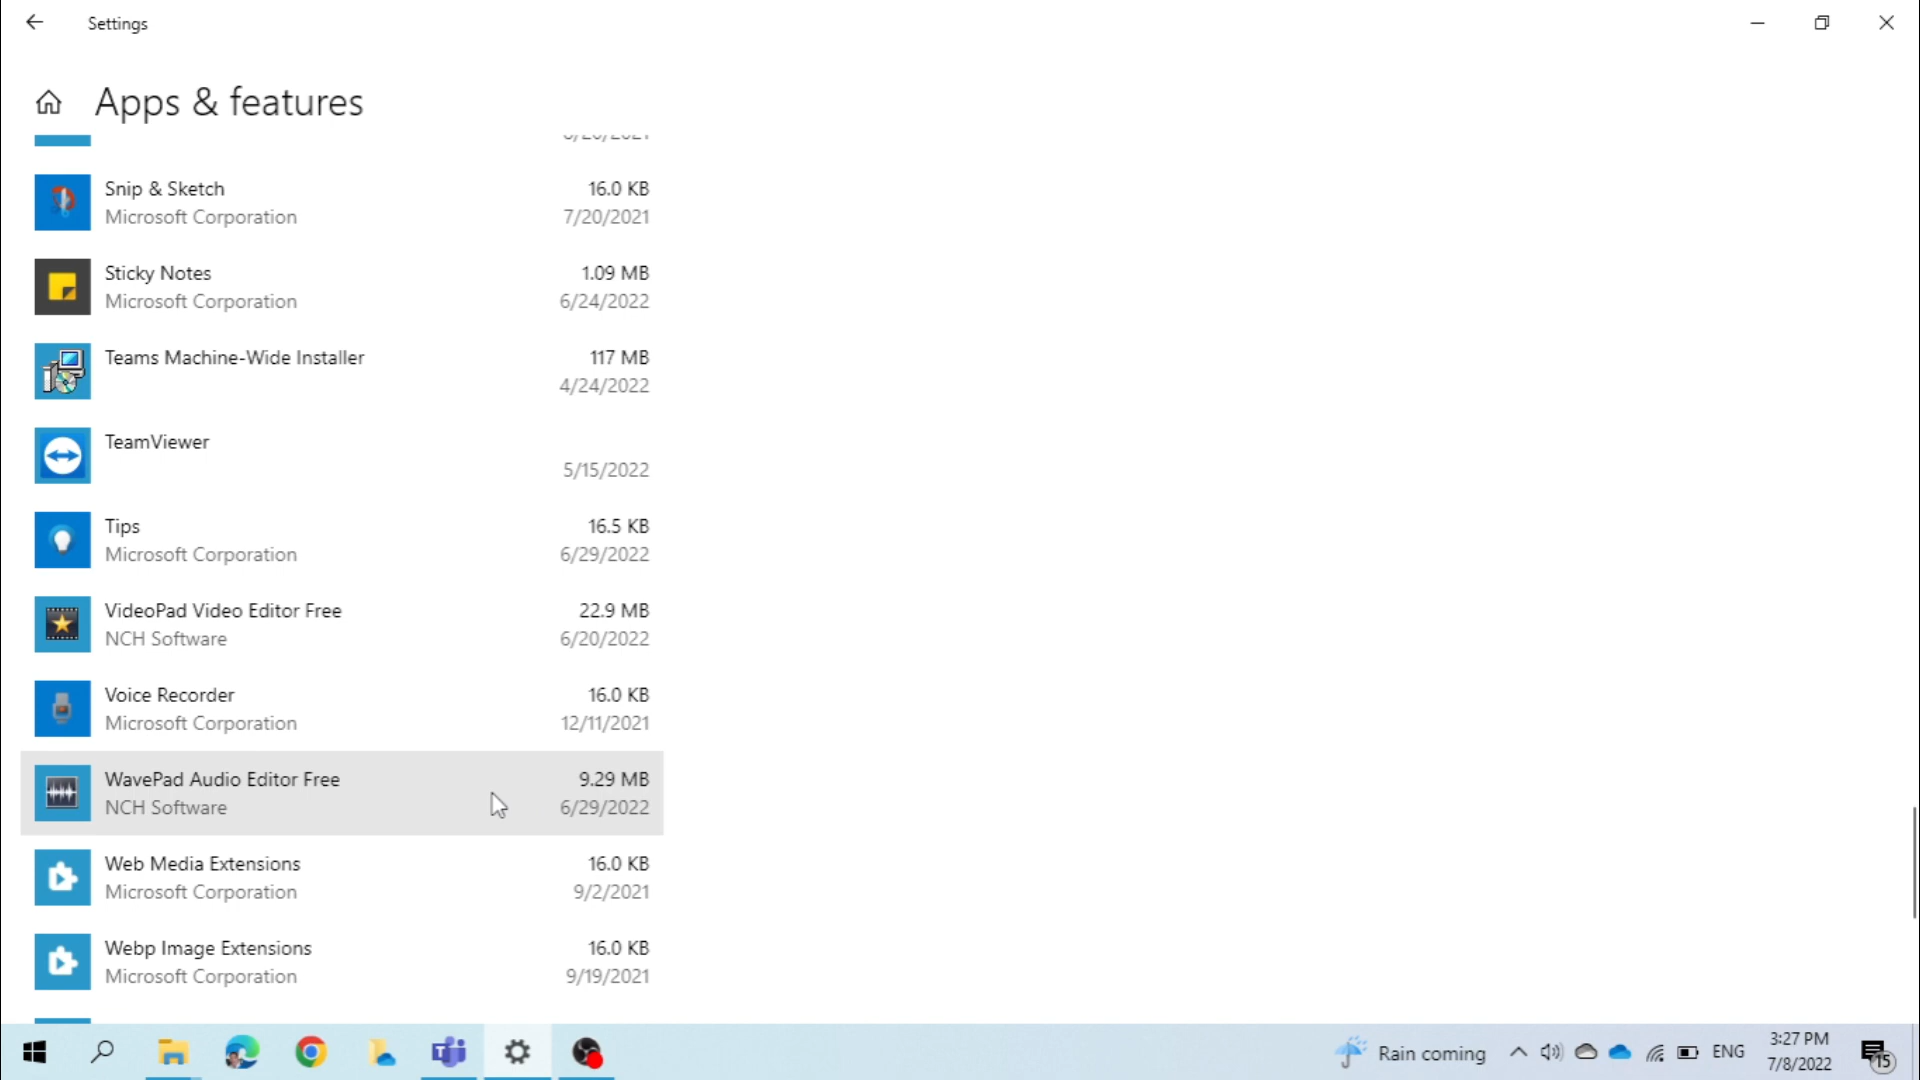 Settings
Apps & features
Snip & Sketch 16.0 KB
Microsoft Corporation 7/20/2021
Sticky Notes 1.09 MB
Microsoft Corporation 6/24/2022
Teams Machine-Wide Installer 117 MB
4/24/2022
TeamViewer
5/15/2022
Tips 16.5 KB
Microsoft Corporation 6/29/2022
VideoPad Video Editor Free 22.9 MB
NCH Software 6/20/2022
Voice Recorder 16.0 KB
Microsoft Corporation 12/11/2021
WavePad Audio Editor Free 9.29 MB
NCH Software 6/29/2022
Web Media Extensions 16.0 KB
Microsoft Corporation 9/2/2021
Webp Image Extensions 16.0 KB
Microsoft Corporation 9/19/2021
Rain coming ENG 3:27 PM
7/8/2022
15